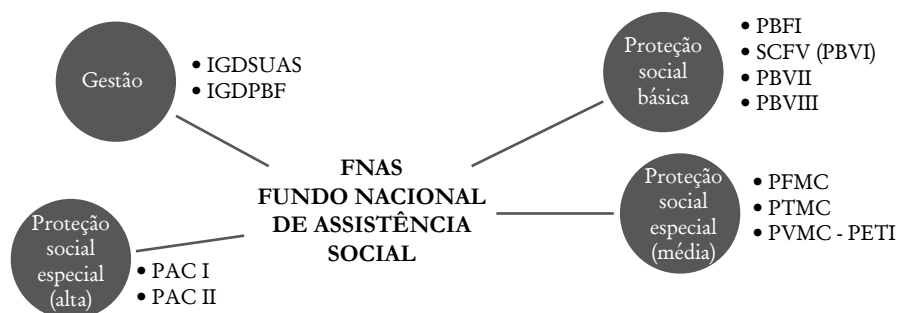 Gestão
• IGDSUAS
• IGDPBF
Proteção
social
básica
• PBFI
• SCFV (PBVI)
• PBVII
• PBVIII
FNAS
FUNDO NACIONAL
DE ASSISTÊNCIA
SOCIAL
Proteção
social
especial
(média)
• PFMC
• PTMC
• PVMC - PETI
Proteção
social
especial
(alta)
• PAC I
• PAC II